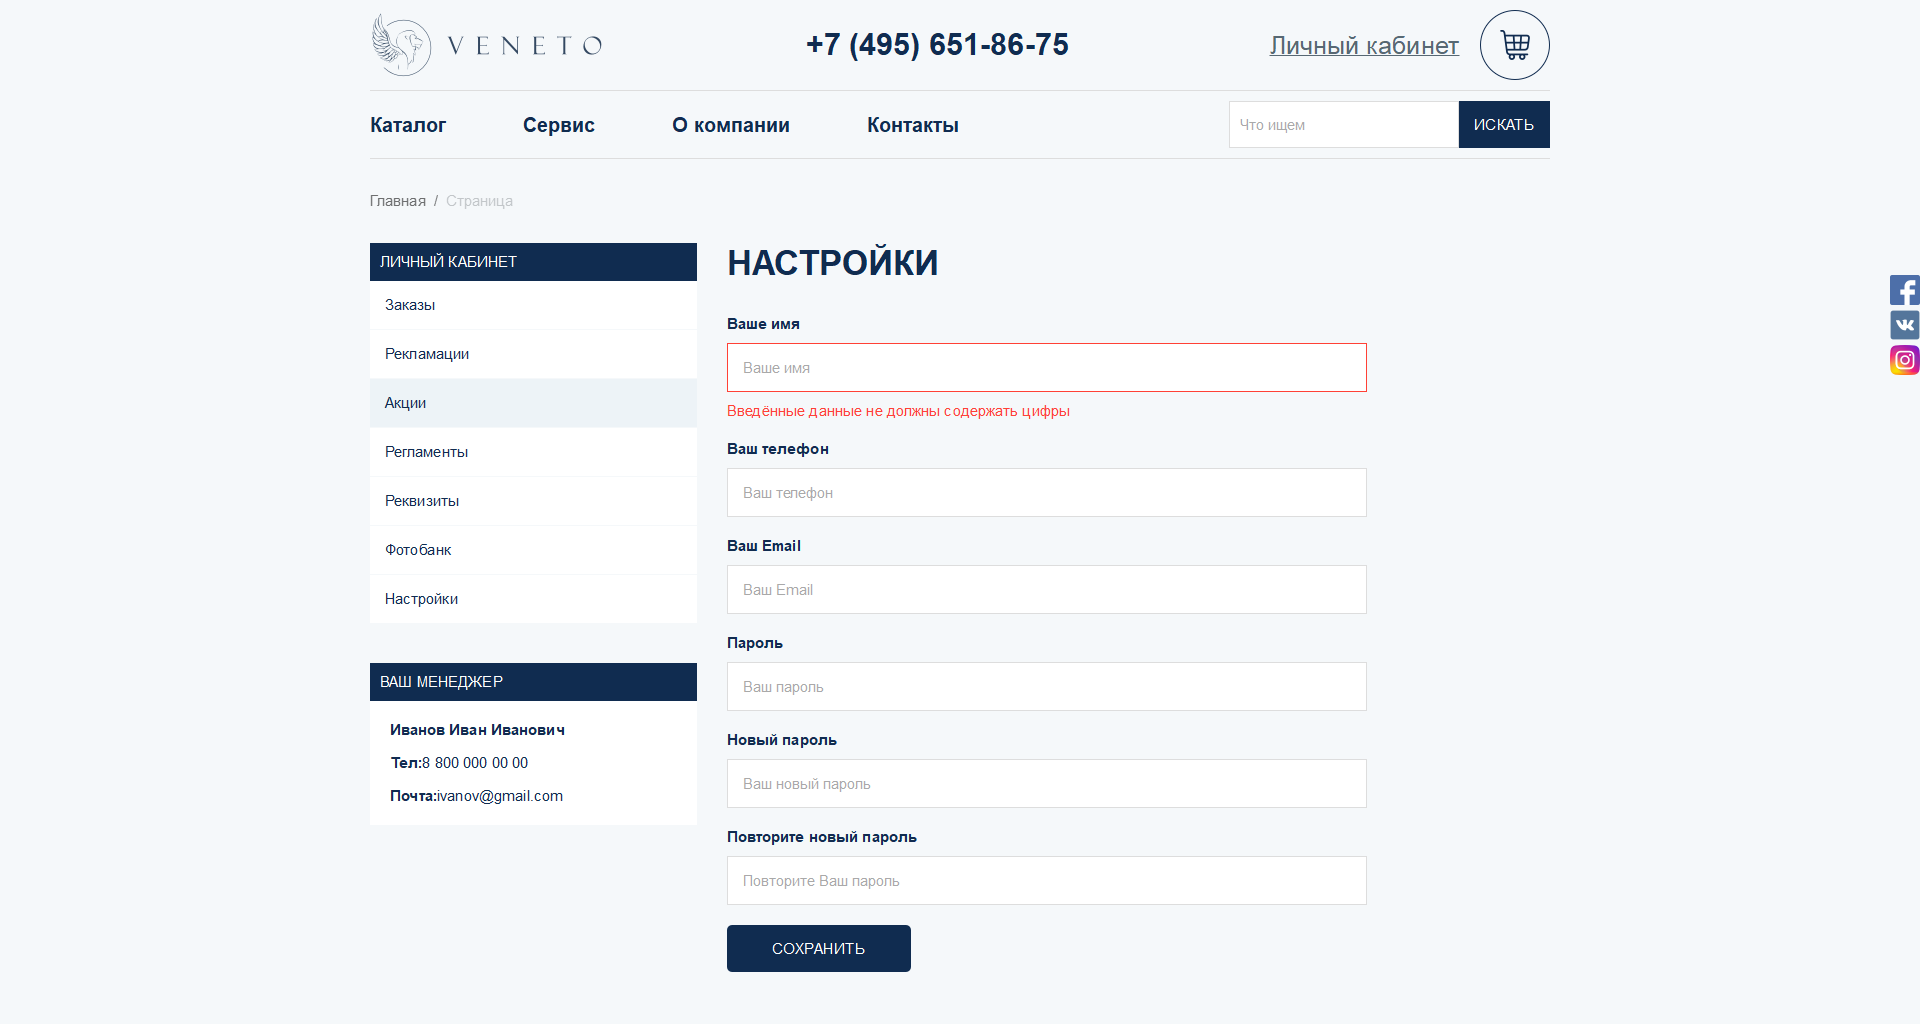 VENETO
+7 (495) 651-86-75
Личный кабинет
Каталог
Сервис
О компании
Контакты
Что ищем
ИСКАТЬ
Главная / Страница
ЛИЧНЫЙ КАБИНЕТ
Заказы
Рекламации
Акции
Регламенты
Реквизиты
Фотобанк
Настройки
ВАШ МЕНЕДЖЕР
Иванов Иван Иванович
Тел:8 800 000 00 00
Почта:ivanov@gmail.com
НАСТРОЙКИ
Ваше имя
Ваше имя
Введённые данные не должны содержать цифры
Ваш телефон
Ваш телефон
Ваш Email
Ваш Email
Пароль
Ваш пароль
Новый пароль
Ваш новый пароль
Повторите новый пароль
Повторите Ваш пароль
СОХРАНИТЬ